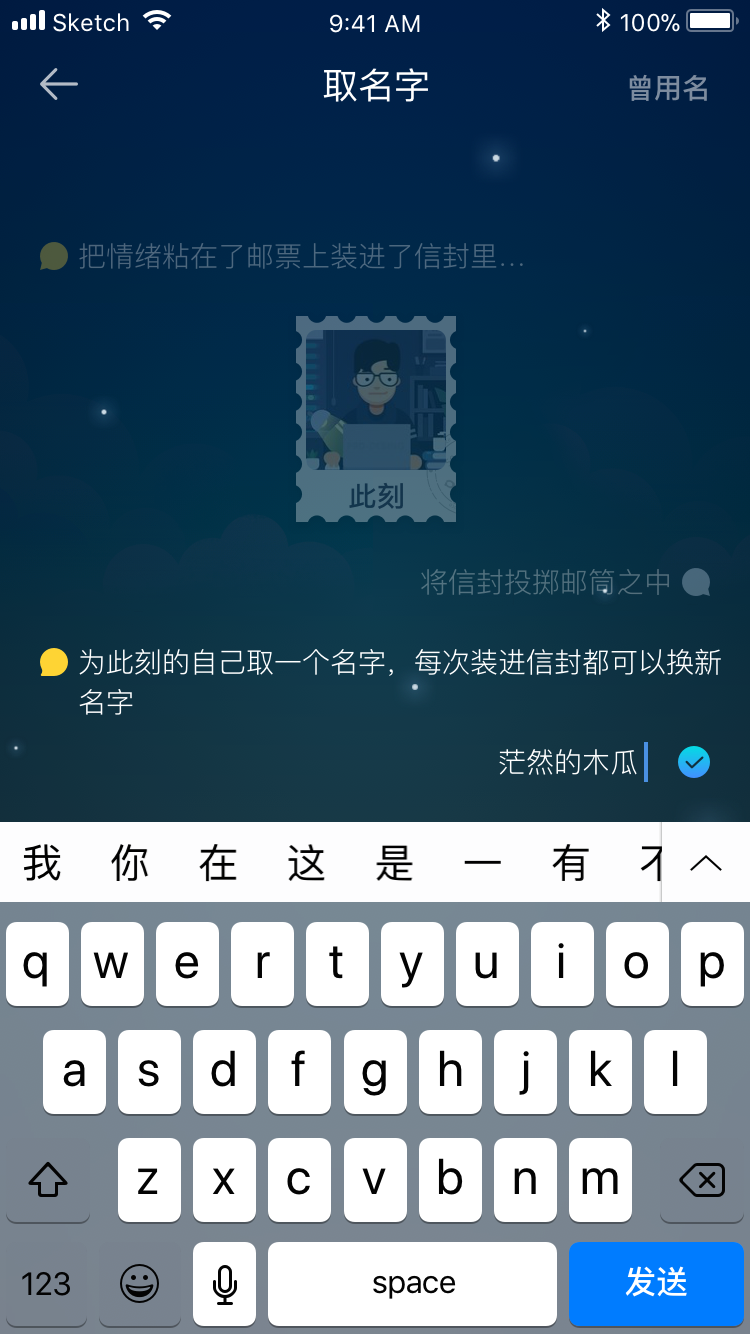 Sketch 9:41 AM 100%
取名字 曾用名
把情绪粘在了邮票上装进了信封里...
此刻
将信封投掷邮筒之中
为此刻的自己取一个名字，每次装进信封都可以换新
名字
茫然的木瓜
我 你 在 这 是 一 有 不
q w e r t y u i o p
a s d f g h j k l
z x c v b n m
123 space 发送